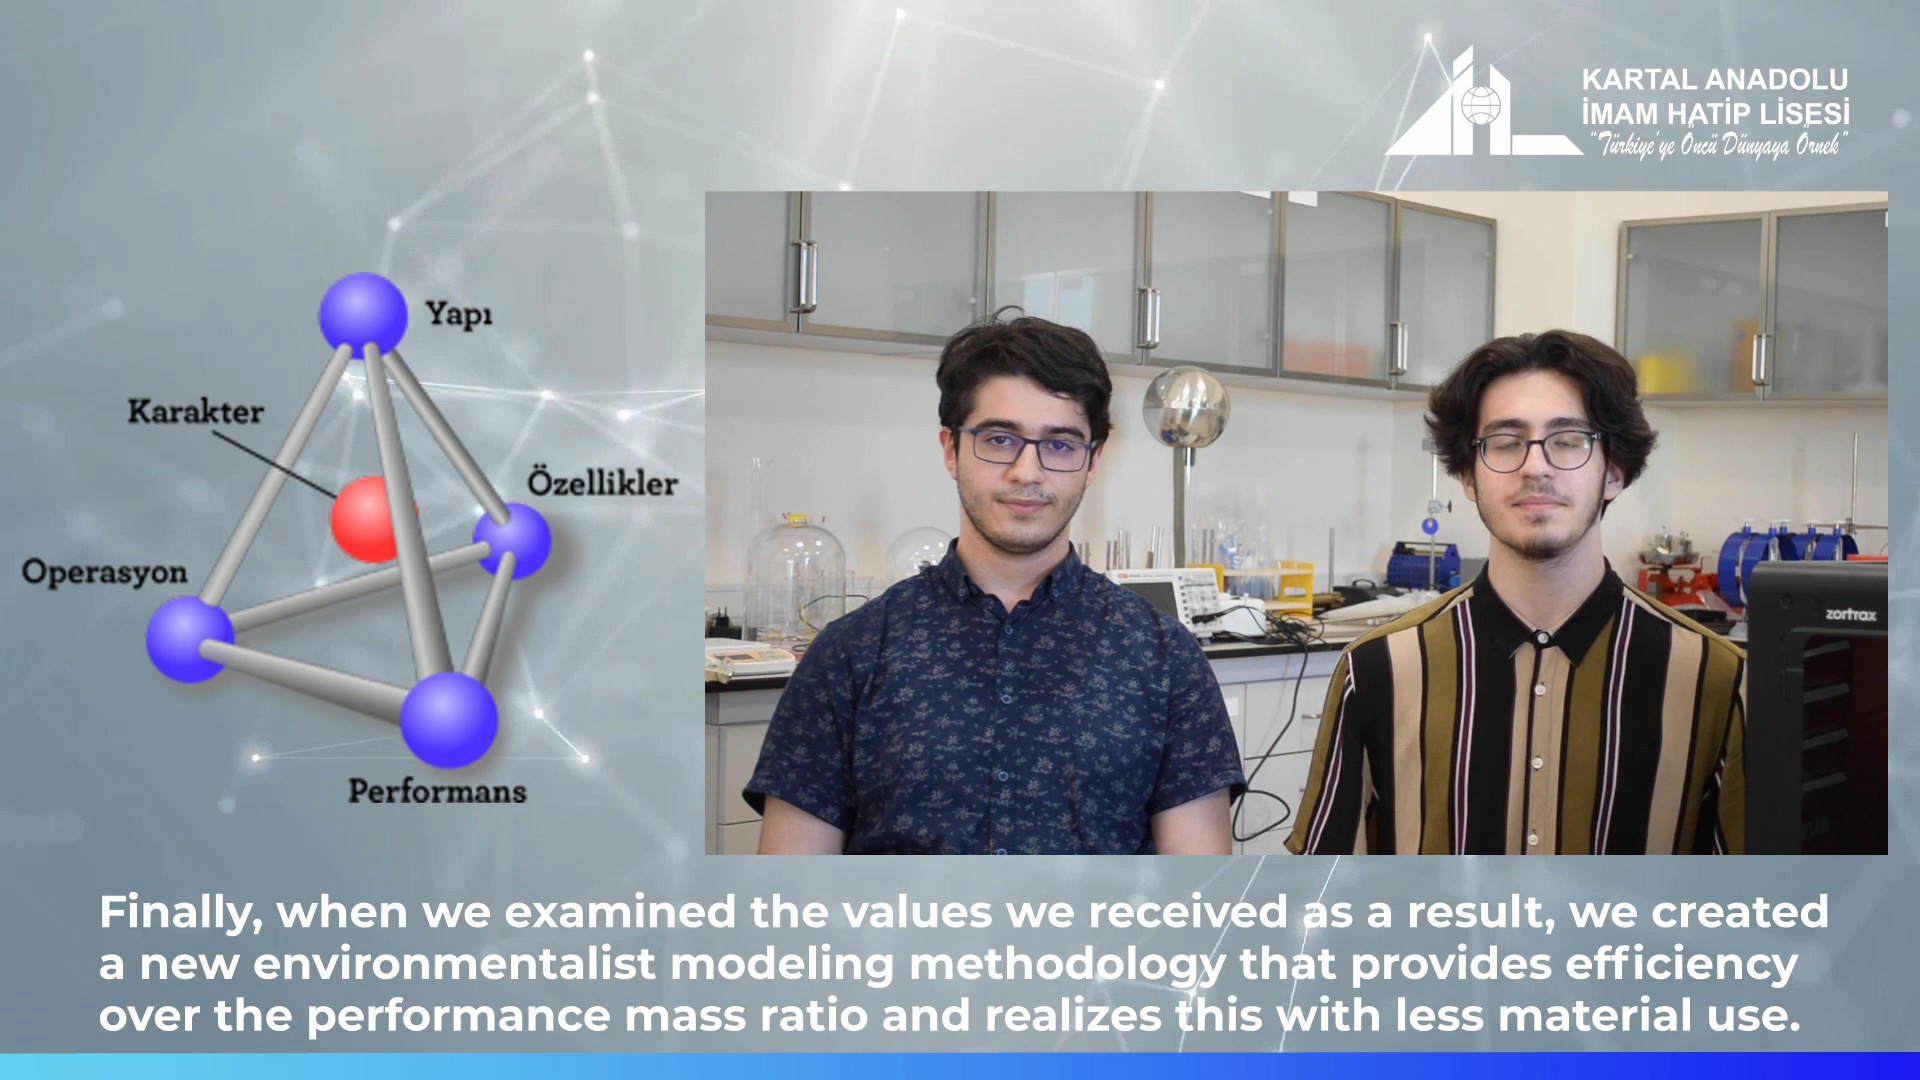 KARTAL ANADOLU
İMAM HATİP LİSESİ
“Türkiye'ye Öncü Dünyaya Örnek”
Yapı
Karakter
Özellikler
Operasyon
Performans
zortrax
Finally, when we examined the values we received as a result, we created
a new environmentalist modeling methodology that provides efficiency
over the performance mass ratio and realizes this with less material use.